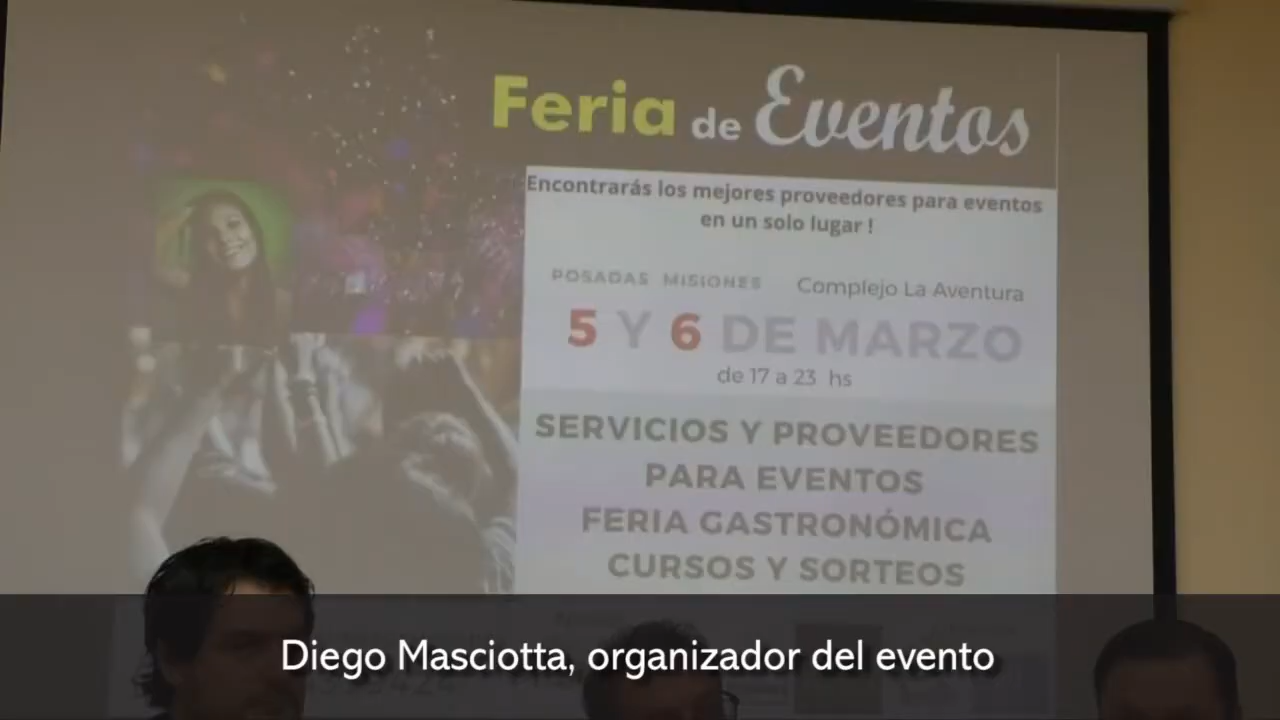 Feria de Eventos
Encontrarás los mejores proveedores para eventos
en un solo lugar !
POSADAS MISIONES Complejo La Aventura
5 Y 6 DE MARZO
de 17 a 23 hs
SERVICIOS Y PROVEEDORES
PARA EVENTOS
FERIA GASTRONÓMICA
CURSOS Y SORTEOS
Diego Masciotta, organizador del evento